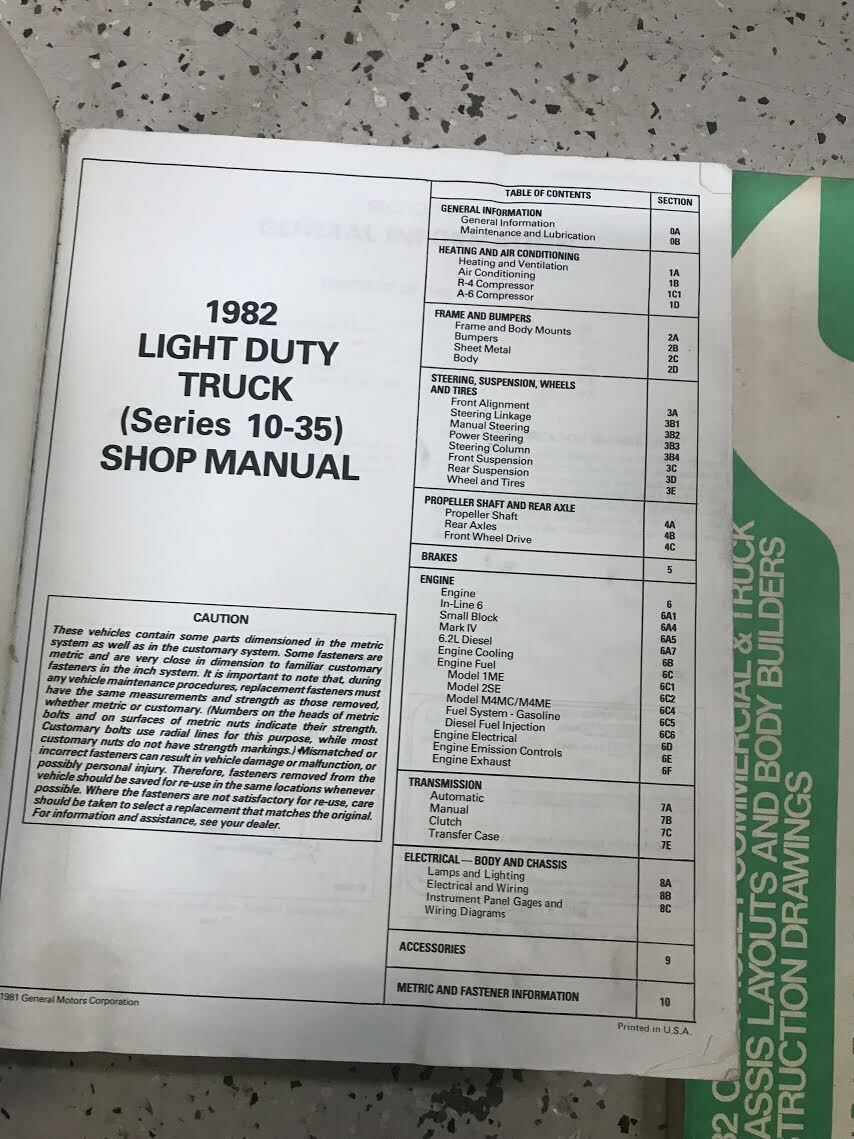 1982
LIGHT DUTY
TRUCK
(Series 10-35)
SHOP MANUAL
CAUTION
These vehicles contain some parts dimensioned in the metric
system as well as in the customary system. Some fasteners are
metric and are very close in dimension to familiar customary
fasteners in the inch system. It is important to note that, during
any vehicle maintenance procedures, replacement fasteners must
have the same measurements and strength as those removed,
whether metric or customary. (Numbers on the heads of metric
bolts and on surfaces of metric nuts indicate their strength.
Customary bolts use radial lines for this purpose, while most
customary nuts do not have strength markings.) Mismatched or
incorrect fasteners can result in vehicle damage or malfunction, or
possibly personal injury. Therefore, fasteners removed from the
vehicle should be saved for re-use in the same locations whenever
possible. Where the fasteners are not satisfactory for re-use, care
should be taken to select a replacement that matches the original.
For information and assistance, see your dealer.
1981 General Motors Corporation
TABLE OF CONTENTS SECTION
GENERAL INFORMATION
General Information 0A
Maintenance and Lubrication 0B
HEATING AND AIR CONDITIONING
Heating and Ventilation 1A
Air Conditioning 1B
R-4 Compressor 1C1
A-6 Compressor 1D
FRAME AND BUMPERS
Frame and Body Mounts 2A
Bumpers 2B
Sheet Metal 2C
Body 2D
STEERING, SUSPENSION, WHEELS
AND TIRES
Front Alignment 3A
Steering Linkage 3B1
Manual Steering 3B2
Power Steering 3B3
Steering Column 3B4
Front Suspension 3C
Rear Suspension 3D
Wheel and Tires 3E
PROPELLER SHAFT AND REAR AXLE
Propeller Shaft 4A
Rear Axles 4B
Front Wheel Drive 4C
BRAKES 5
ENGINE
Engine 6
In-Line 6 6A1
Small Block 6A4
Mark IV 6A5
6.2L Diesel 6A7
Engine Cooling 6B
Engine Fuel 6C
Model 1ME 6C1
Model 2SE 6C2
Model M4MC/M4ME 6C4
Fuel System - Gasoline 6C5
Diesel Fuel Injection 6C6
Engine Electrical 6D
Engine Emission Controls 6E
Engine Exhaust 6F
TRANSMISSION
Automatic 7A
Manual 7B
Clutch 7C
Transfer Case 7E
ELECTRICAL — BODY AND CHASSIS
Lamps and Lighting 8A
Electrical and Wiring 8B
Instrument Panel Gages and 8C
Wiring Diagrams
ACCESSORIES 9
METRIC AND FASTENER INFORMATION 10
Printed in U.S.A.
COMMERCIAL & TRUCK
LAYOUTS AND BODY BUILDERS
DRAWINGS